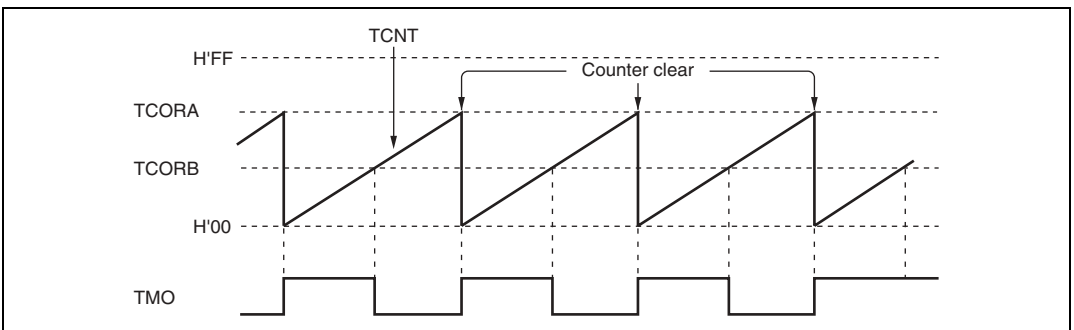 TCNT
H'FF
Counter clear
TCORA
TCORB
H'00
TMO